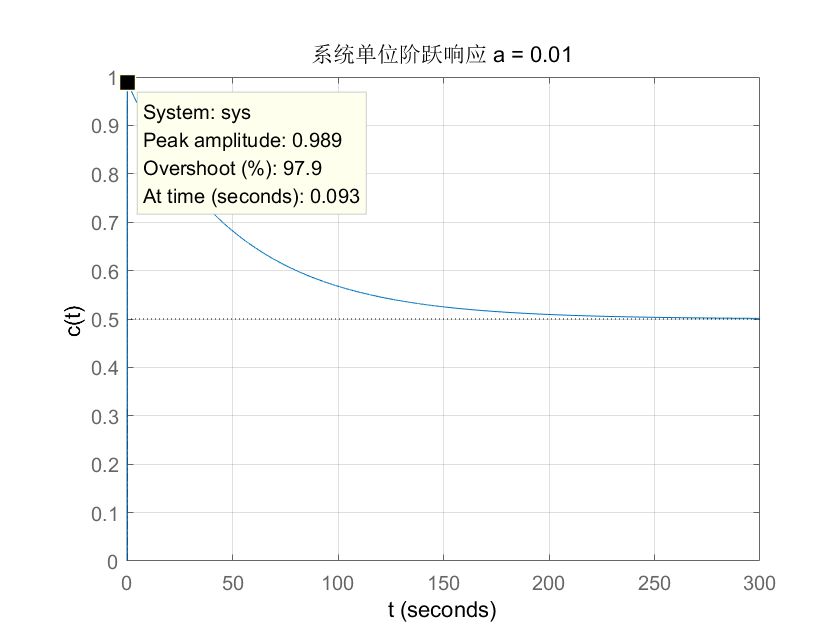 系统单位阶跃响应 a = 0.01
1
System: sys
Peak amplitude: 0.989
Overshoot (%): 97.9
At time (seconds): 0.093
0.9
0.8
0.7
0.6
0.5
0.4
0.3
0.2
0.1
0
c(t)
0 50 100 150 200 250 300
t (seconds)